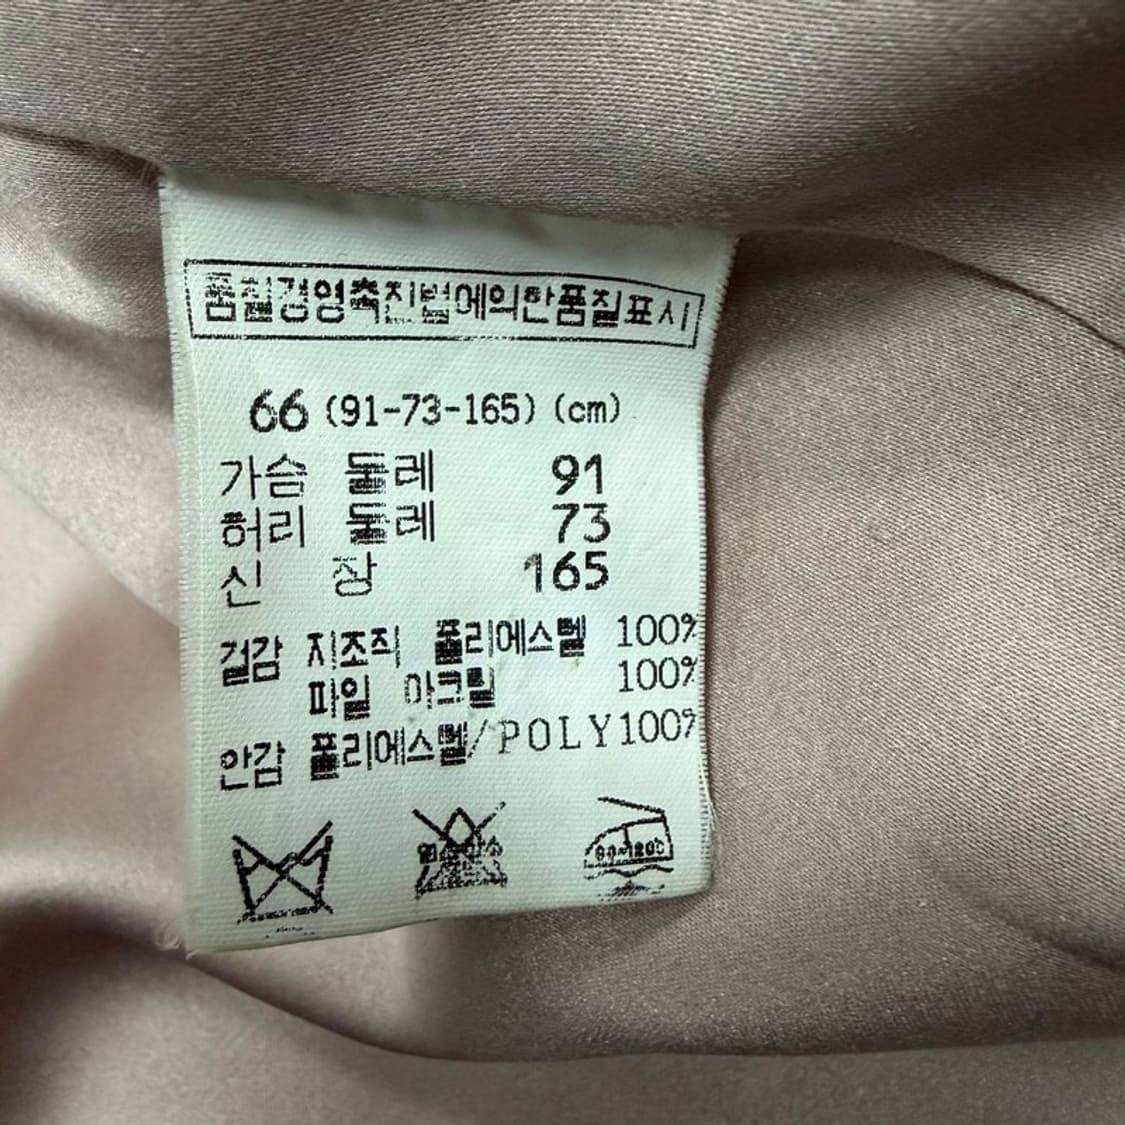 품질경영촉진법에의한품질표시
66 (91-73-165) (cm)
가슴 둘레 91
허리 둘레 73
신 장 165
겉감 지조직 폴리에스텔 100%
파일 아크릴 100%
안감 폴리에스텔/POLY100%
80~120℃